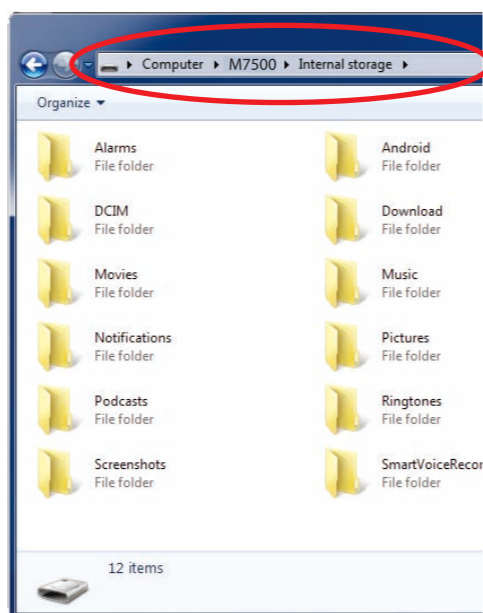 Computer M7500 Internal storage
Organize
Alarms
File folder
Android
File folder
DCIM
File folder
Download
File folder
Movies
File folder
Music
File folder
Notifications
File folder
Pictures
File folder
Podcasts
File folder
Ringtones
File folder
Screenshots
File folder
SmartVoiceRecor
File folder
12 items